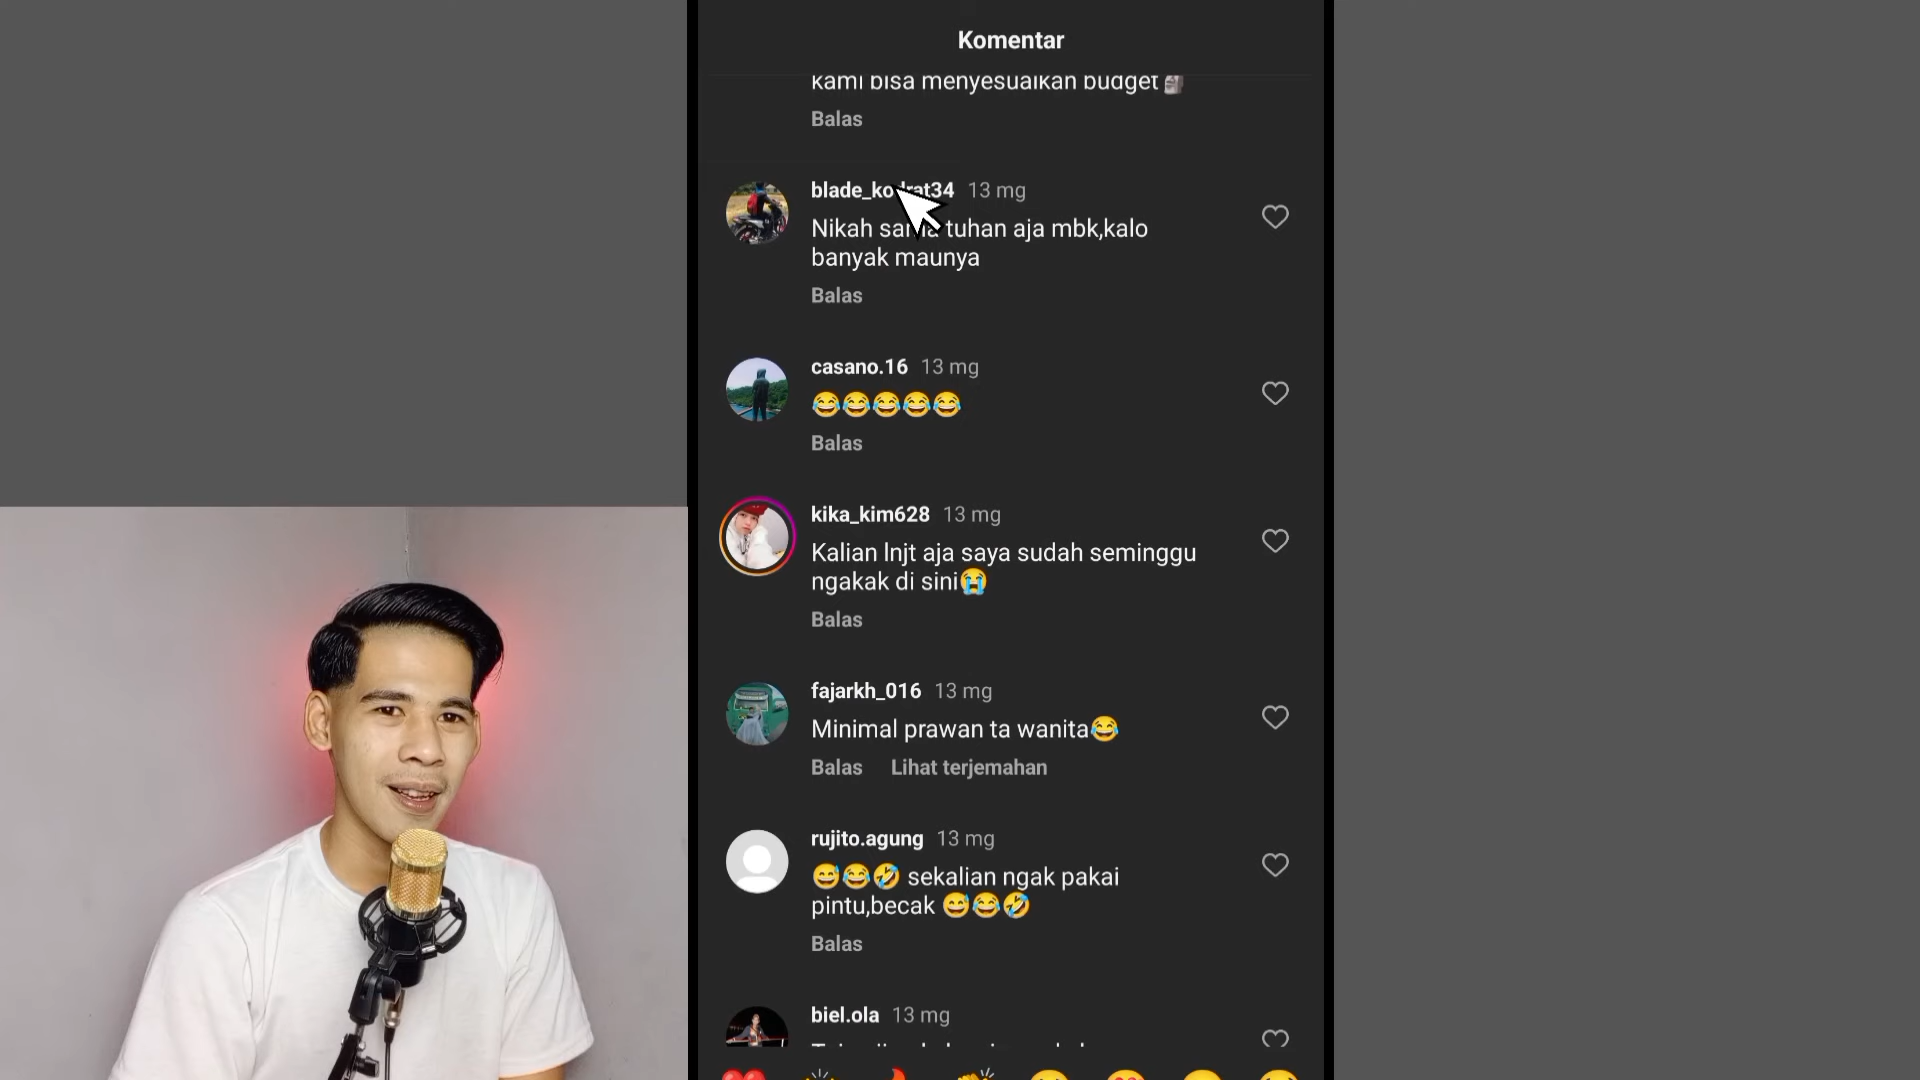 Komentar
kami bisa menyesuaikan budget🗿
Balas
blade_kodrat34 13 mg
Nikah sama tuhan aja mbk,kalo
banyak maunya
Balas
casano.16 13 mg
😂😂😂😂😂
Balas
kika_kim628 13 mg
Kalian lnjt aja saya sudah seminggu
ngakak di sini😭
Balas
fajarkh_016 13 mg
Minimal prawan ta wanita😂
Balas Lihat terjemahan
rujito.agung 13 mg
😅😂🤣 sekalian ngak pakai
pintu,becak 😅😂🤣
Balas
biel.ola 13 mg